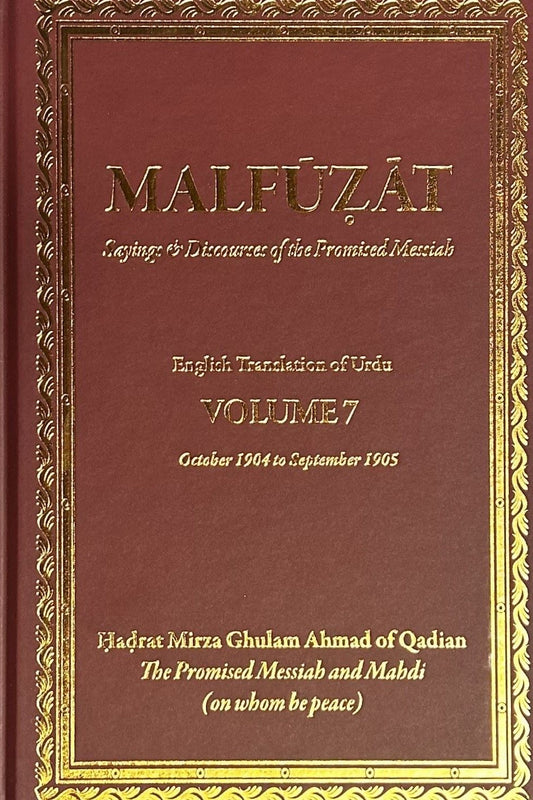 MALFŪẒĀT
Sayings & Discourses of the Promised Messiah
English Translation of Urdu
VOLUME 7
October 1904 to September 1905
Ḥaḍrat Mirza Ghulam Ahmad of Qadian
The Promised Messiah and Mahdi
(on whom be peace)